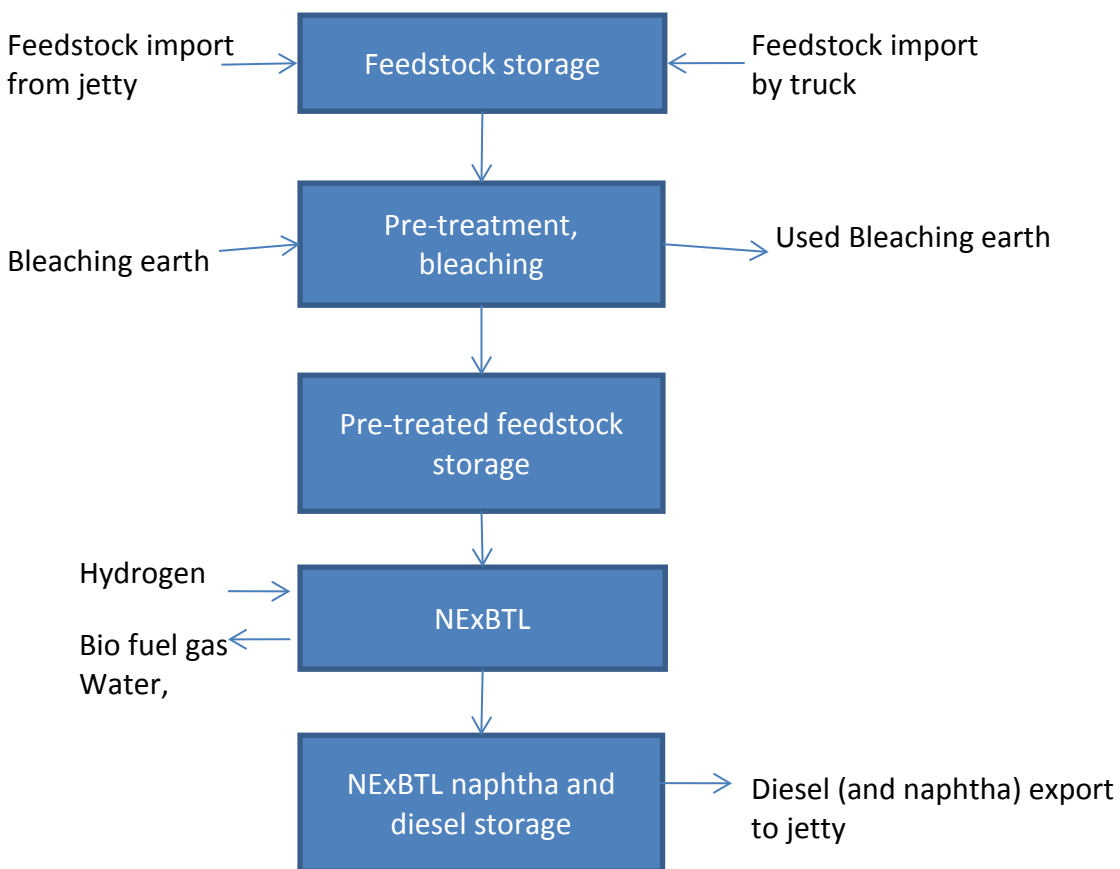 Feedstock import
from jetty
Feedstock storage
Feedstock import
by truck
Bleaching earth
Pre-treatment,
bleaching
Used Bleaching earth
Pre-treated feedstock
storage
Hydrogen
NExBTL
Bio fuel gas
Water,
NExBTL naphtha and
diesel storage
Diesel (and naphtha) export
to jetty